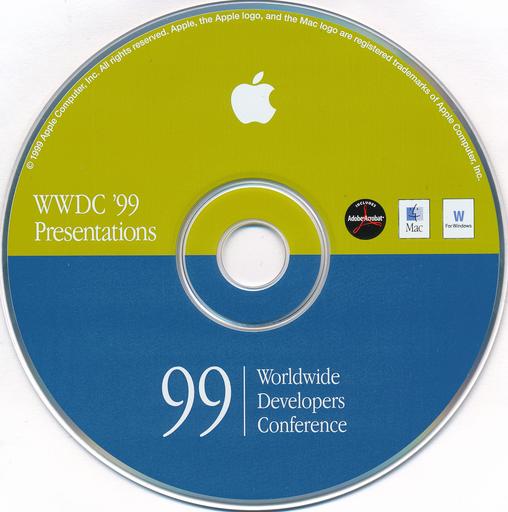 © 1999 Apple Computer, Inc. All rights reserved. Apple, the Apple logo, and the Mac logo are registered trademarks of Apple Computer, Inc.
WWDC '99
Presentations
INCLUDES
Adobe Acrobat
Mac
W
For Windows
99
Worldwide
Developers
Conference